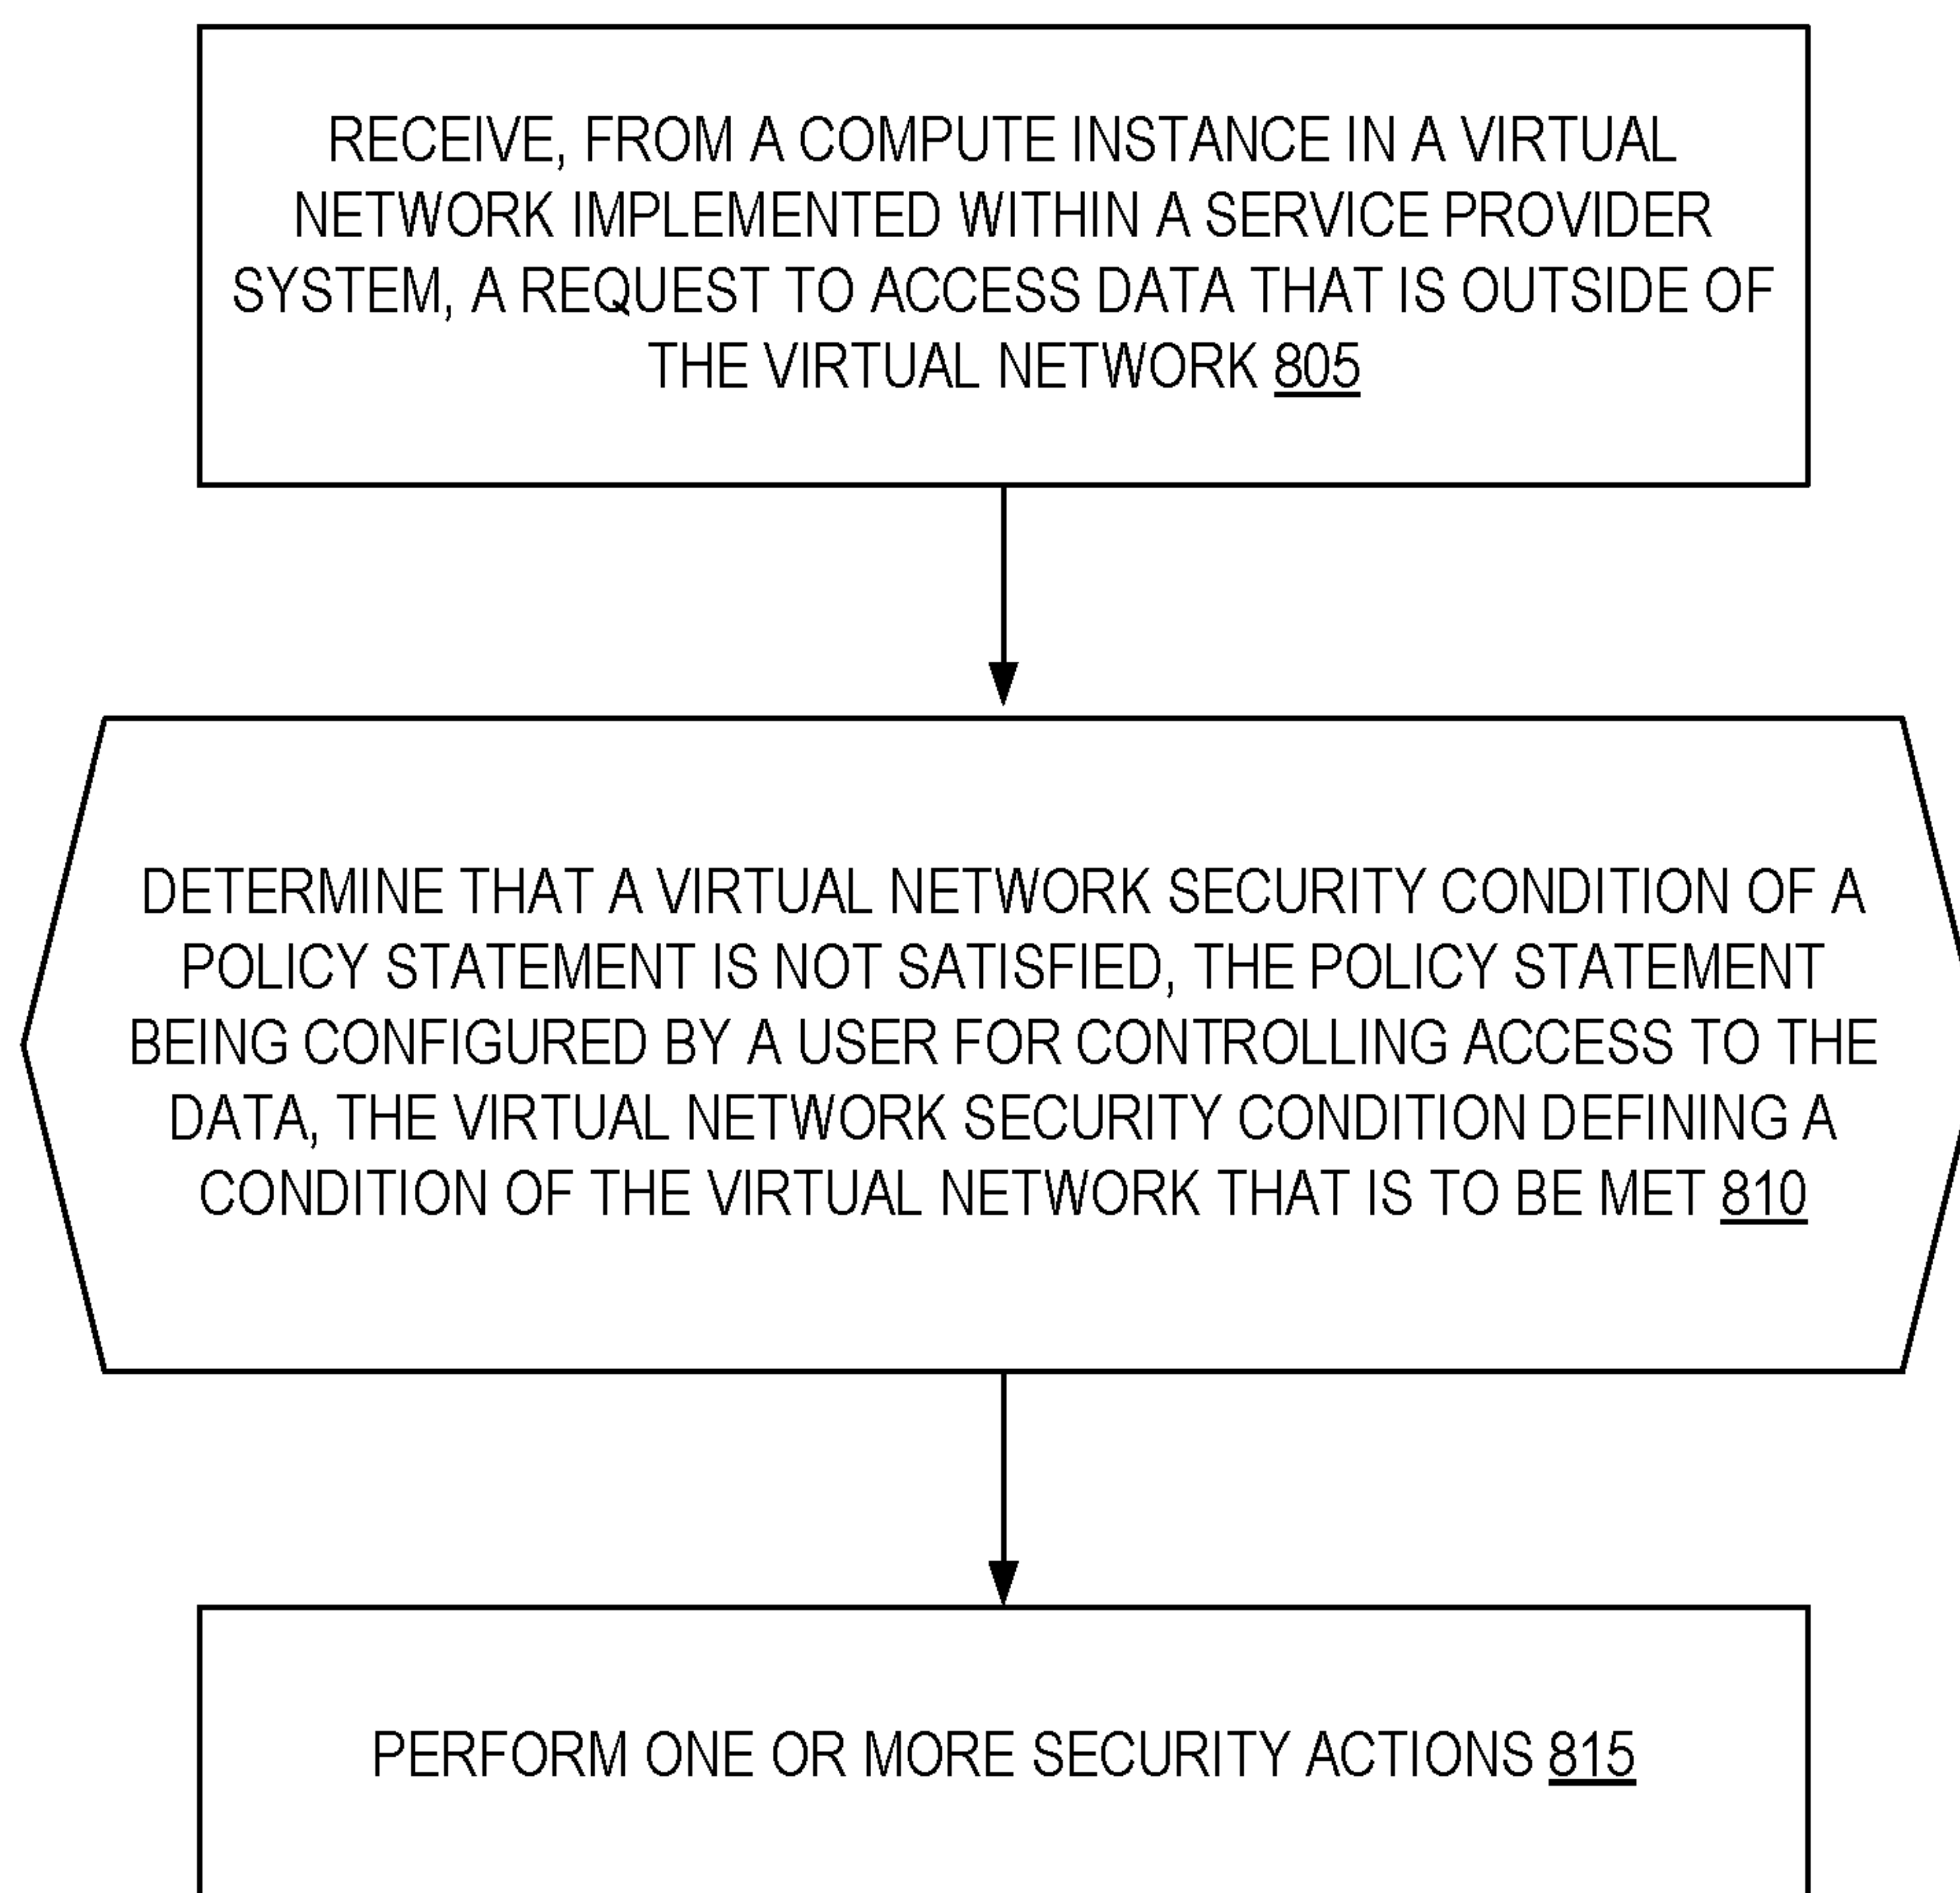 RECEIVE, FROM A COMPUTE INSTANCE IN A VIRTUAL
NETWORK IMPLEMENTED WITHIN A SERVICE PROVIDER
SYSTEM, A REQUEST TO ACCESS DATA THAT IS OUTSIDE OF
THE VIRTUAL NETWORK 805
DETERMINE THAT A VIRTUAL NETWORK SECURITY CONDITION OF A
POLICY STATEMENT IS NOT SATISFIED, THE POLICY STATEMENT
BEING CONFIGURED BY A USER FOR CONTROLLING ACCESS TO THE
DATA, THE VIRTUAL NETWORK SECURITY CONDITION DEFINING A
CONDITION OF THE VIRTUAL NETWORK THAT IS TO BE MET 810
PERFORM ONE OR MORE SECURITY ACTIONS 815